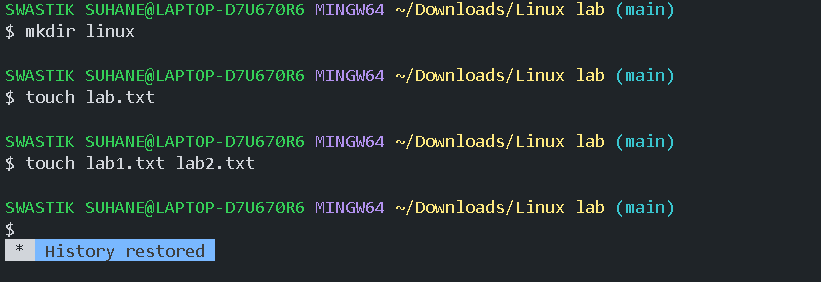 SWASTIK SUHANE@LAPTOP-D7U670R6 MINGW64 ~/Downloads/Linux lab (main)
$ mkdir linux
SWASTIK SUHANE@LAPTOP-D7U670R6 MINGW64 ~/Downloads/Linux lab (main)
$ touch lab.txt
SWASTIK SUHANE@LAPTOP-D7U670R6 MINGW64 ~/Downloads/Linux lab (main)
$ touch lab1.txt lab2.txt
SWASTIK SUHANE@LAPTOP-D7U670R6 MINGW64 ~/Downloads/Linux lab (main)
$
* History restored